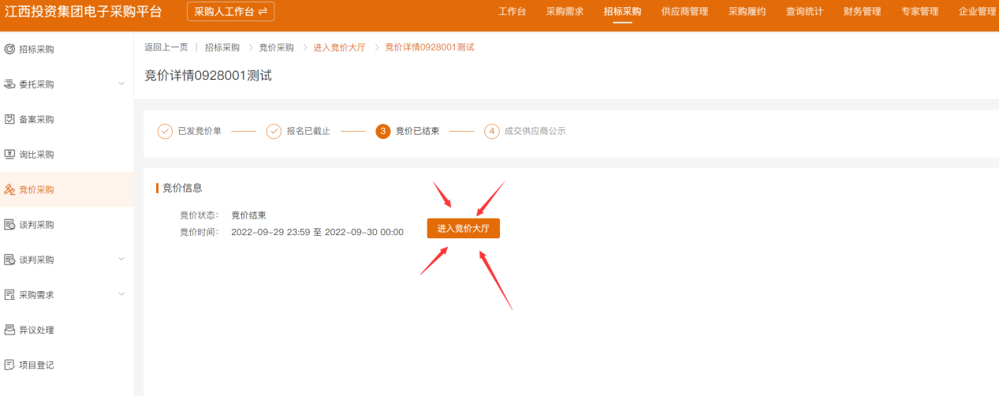 江西投资集团电子采购平台 采购人工作台 工作台 采购需求 招标采购 供应商管理 采购履约 查询统计 财务管理 专家管理 企业管理
招标采购
委托采购
备案采购
询比采购
竞价采购
谈判采购
谈判采购
采购需求
异议处理
项目登记
返回上一页 | 招标采购 > 竞价采购 > 进入竞价大厅 > 竞价详情0928001测试
竞价详情0928001测试
已发竞价单 报名已截止 3 竞价已结束 4 成交供应商公示
竞价信息
竞价状态: 竞价结束
竞价时间: 2022-09-29 23:59 至 2022-09-30 00:00
进入竞价大厅